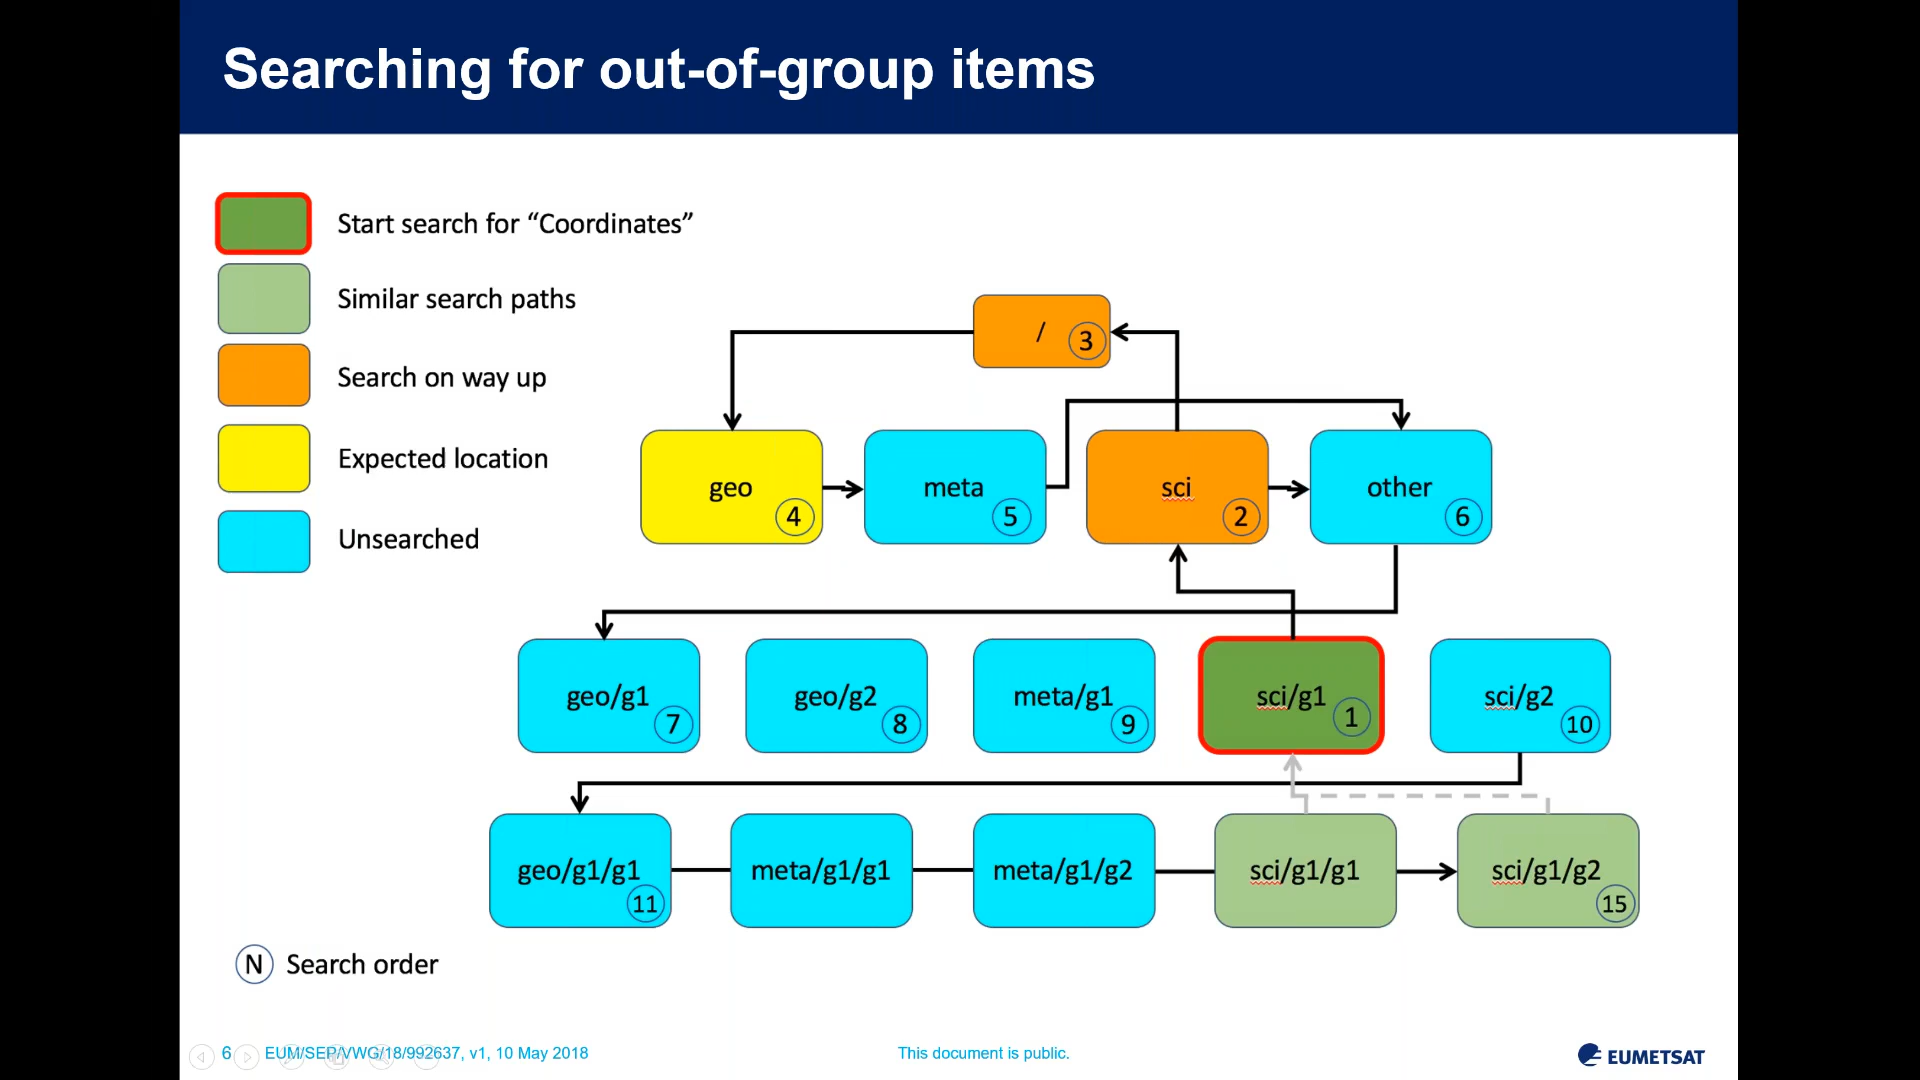 Searching for out-of-group items
Start search for “Coordinates”
Similar search paths
Search on way up
Expected location
Unsearched
/ 3
geo 4
meta 5
sci 2
other 6
geo/g1 7
geo/g2 8
meta/g1 9
sci/g1 1
sci/g2 10
geo/g1/g1 11
meta/g1/g1
meta/g1/g2
sci/g1/g1
sci/g1/g2 15
N Search order
6 EUM/SEP/VWG/18/992637, v1, 10 May 2018
This document is public.
EUMETSAT